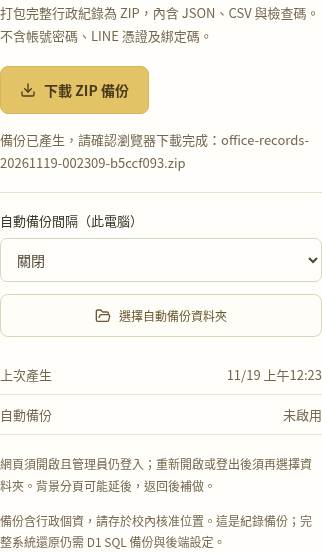 打包完整行政紀錄為 ZIP，內含 JSON、CSV 與檢查碼。
不含帳號密碼、LINE 憑證及綁定碼。
下載 ZIP 備份
備份已產生，請確認瀏覽器下載完成：office-records-
20261119-002309-b5ccf093.zip
自動備份間隔（此電腦）
關閉
選擇自動備份資料夾
上次產生 11/19 上午12:23
自動備份 未啟用
網頁須開啟且管理員仍登入；重新開啟或登出後須再選擇資
料夾。背景分頁可能延後，返回後補做。
備份含行政個資，請存於校內核准位置。這是紀錄備份；完
整系統還原仍需 D1 SQL 備份與後端設定。